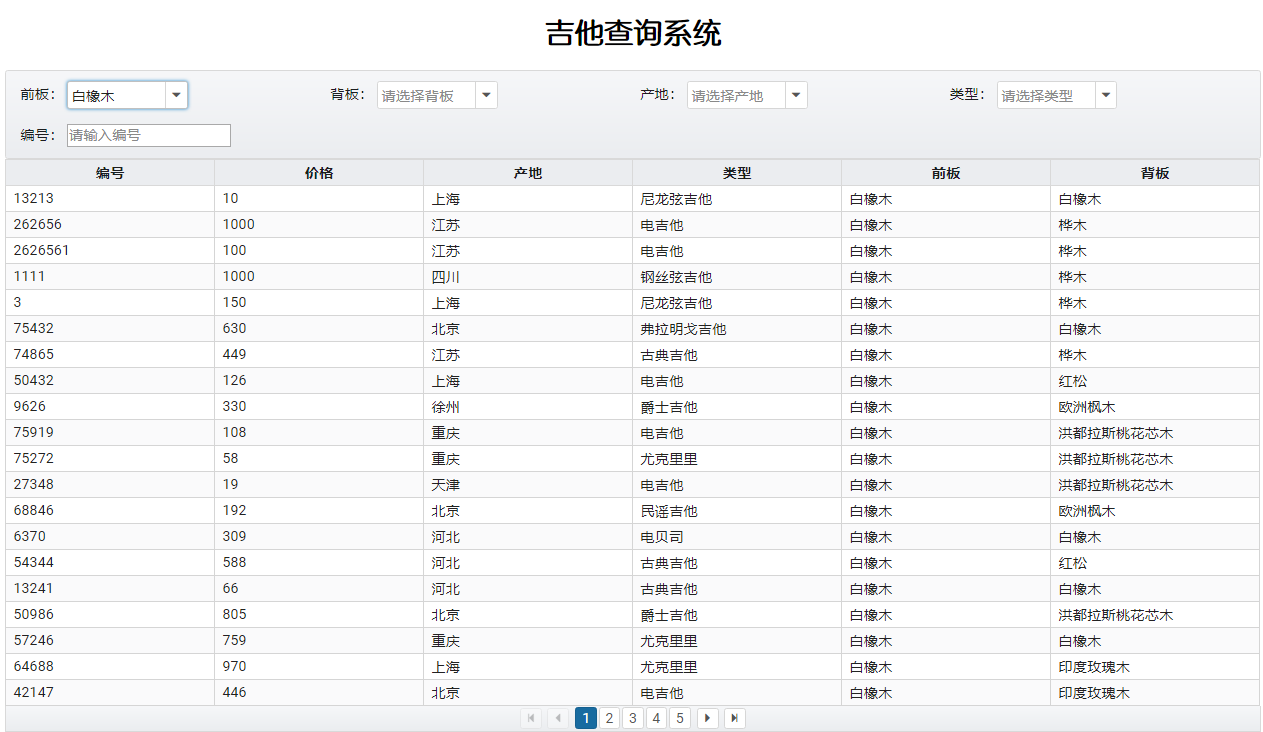 吉他查询系统
前板： 白橡木 背板： 请选择背板 产地： 请选择产地 类型： 请选择类型
编号： 请输入编号
编号 价格 产地 类型 前板 背板
13213 10 上海 尼龙弦吉他 白橡木 白橡木
262656 1000 江苏 电吉他 白橡木 桦木
2626561 100 江苏 电吉他 白橡木 桦木
1111 1000 四川 钢丝弦吉他 白橡木 桦木
3 150 上海 尼龙弦吉他 白橡木 桦木
75432 630 北京 弗拉明戈吉他 白橡木 白橡木
74865 449 江苏 古典吉他 白橡木 桦木
50432 126 上海 电吉他 白橡木 红松
9626 330 徐州 爵士吉他 白橡木 欧洲枫木
75919 108 重庆 电吉他 白橡木 洪都拉斯桃花芯木
75272 58 重庆 尤克里里 白橡木 洪都拉斯桃花芯木
27348 19 天津 电吉他 白橡木 洪都拉斯桃花芯木
68846 192 北京 民谣吉他 白橡木 欧洲枫木
6370 309 河北 电贝司 白橡木 白橡木
54344 588 河北 古典吉他 白橡木 红松
13241 66 河北 古典吉他 白橡木 白橡木
50986 805 北京 爵士吉他 白橡木 洪都拉斯桃花芯木
57246 759 重庆 尤克里里 白橡木 白橡木
64688 970 上海 尤克里里 白橡木 印度玫瑰木
42147 446 北京 电吉他 白橡木 印度玫瑰木
1 2 3 4 5